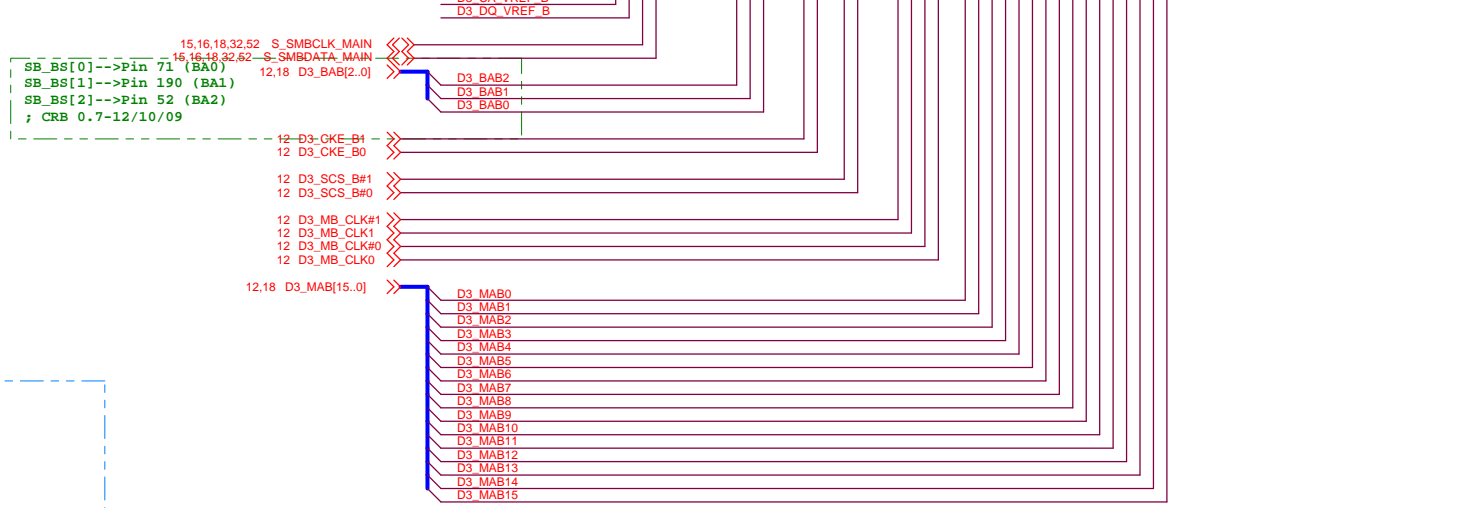 D3_DQ_VREF_B
15,16,18,32,52 S_SMBCLK_MAIN
15,16,18,32,52 S_SMBDATA_MAIN
SB_BS[0]-->Pin 71 (BA0)
SB_BS[1]-->Pin 190 (BA1)
SB_BS[2]-->Pin 52 (BA2)
; CRB 0.7-12/10/09
12,18 D3_BAB[2..0]
D3_BAB2
D3_BAB1
D3_BAB0
12 D3_CKE_B1
12 D3_CKE_B0
12 D3_SCS_B#1
12 D3_SCS_B#0
12 D3_MB_CLK#1
12 D3_MB_CLK1
12 D3_MB_CLK#0
12 D3_MB_CLK0
12,18 D3_MAB[15..0]
D3_MAB0
D3_MAB1
D3_MAB2
D3_MAB3
D3_MAB4
D3_MAB5
D3_MAB6
D3_MAB7
D3_MAB8
D3_MAB9
D3_MAB10
D3_MAB11
D3_MAB12
D3_MAB13
D3_MAB14
D3_MAB15